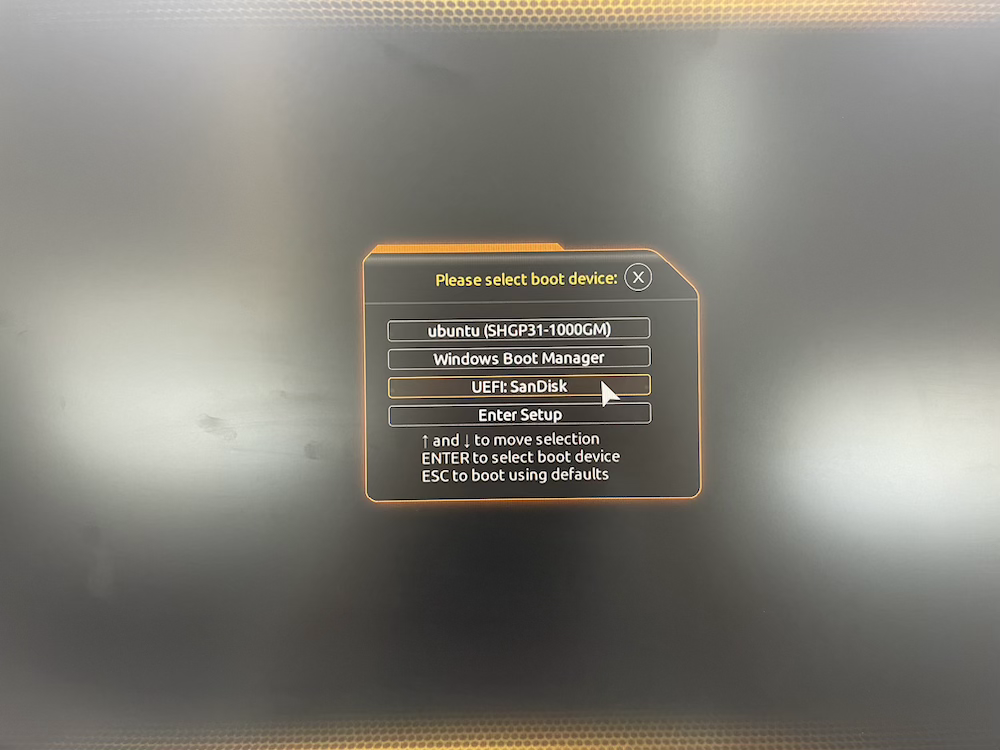 Please select boot device:
X
ubuntu (SHGP31-1000GM)
Windows Boot Manager
UEFI: SanDisk
Enter Setup
↑ and ↓ to move selection
ENTER to select boot device
ESC to boot using defaults